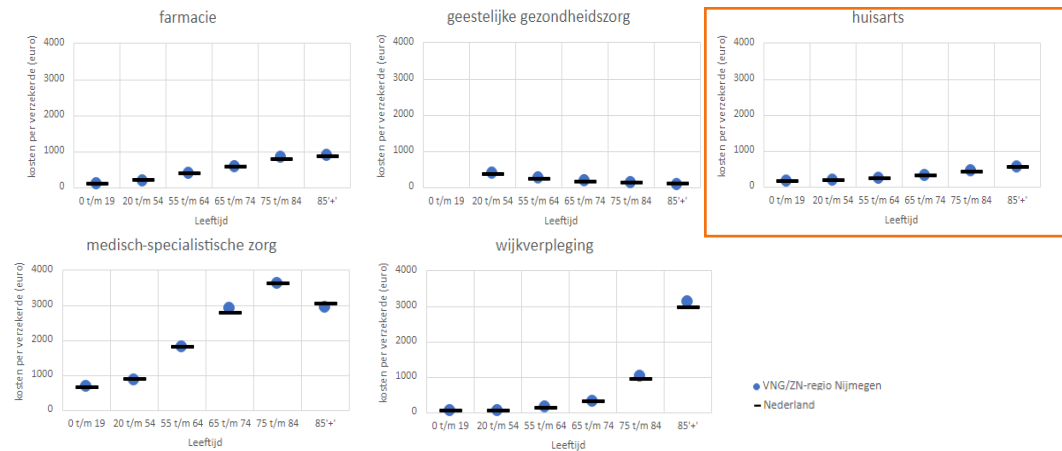 farmacie
kosten per verzekerde (euro)
4000
3000
2000
1000
0
0 t/m 19 20 t/m 54 55 t/m 64 65 t/m 74 75 t/m 84 85'+'
Leeftijd
geestelijke gezondheidszorg
kosten per verzekerde (euro)
4000
3000
2000
1000
0
0 t/m 19 20 t/m 54 55 t/m 64 65 t/m 74 75 t/m 84 85'+'
Leeftijd
huisarts
kosten per verzekerde (euro)
4000
3000
2000
1000
0
0 t/m 19 20 t/m 54 55 t/m 64 65 t/m 74 75 t/m 84 85'+'
Leeftijd
medisch-specialistische zorg
kosten per verzekerde (euro)
4000
3000
2000
1000
0
0 t/m 19 20 t/m 54 55 t/m 64 65 t/m 74 75 t/m 84 85'+'
Leeftijd
wijkverpleging
kosten per verzekerde (euro)
4000
3000
2000
1000
0
0 t/m 19 20 t/m 54 55 t/m 64 65 t/m 74 75 t/m 84 85'+'
Leeftijd
VNG/ZN-regio Nijmegen
Nederland